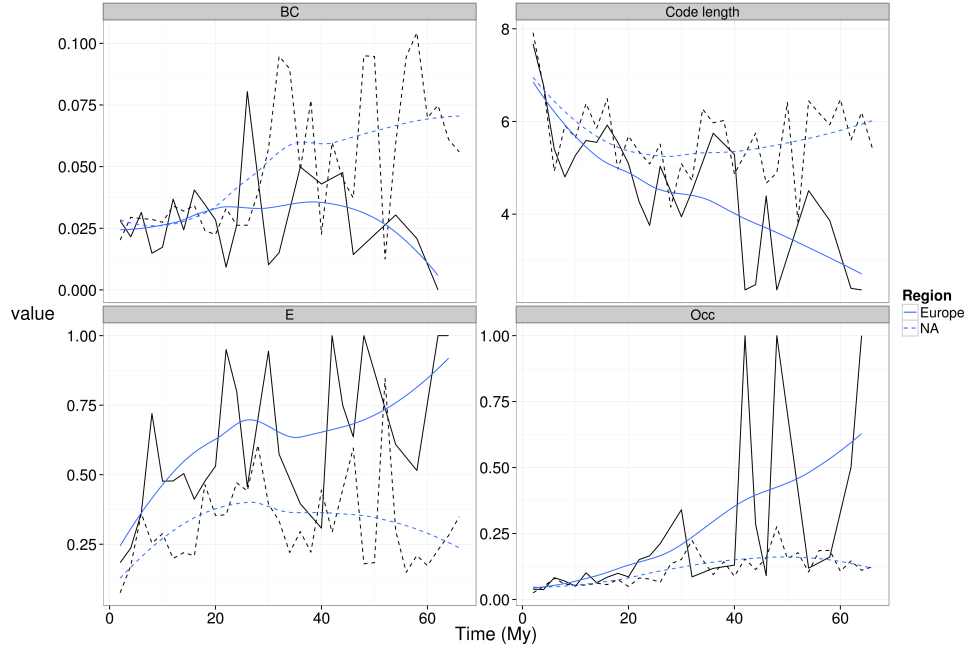 BC
Code length
0.100
0.075
0.050
0.025
0.000
8
6
4
value
E
Occ
1.00
0.75
0.50
0.25
1.00
0.75
0.50
0.25
0.00
0 20 40 60
0 20 40 60
Time (My)
Region
Europe
NA